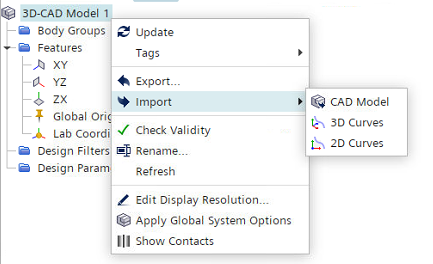 3D-CAD Model 1
Body Groups
Features
XY
YZ
ZX
Global Orig
Lab Coordi
Design Filters
Design Param
Update
Tags
Export...
Import
Check Validity
Rename...
Refresh
Edit Display Resolution...
Apply Global System Options
Show Contacts
CAD Model
3D Curves
2D Curves